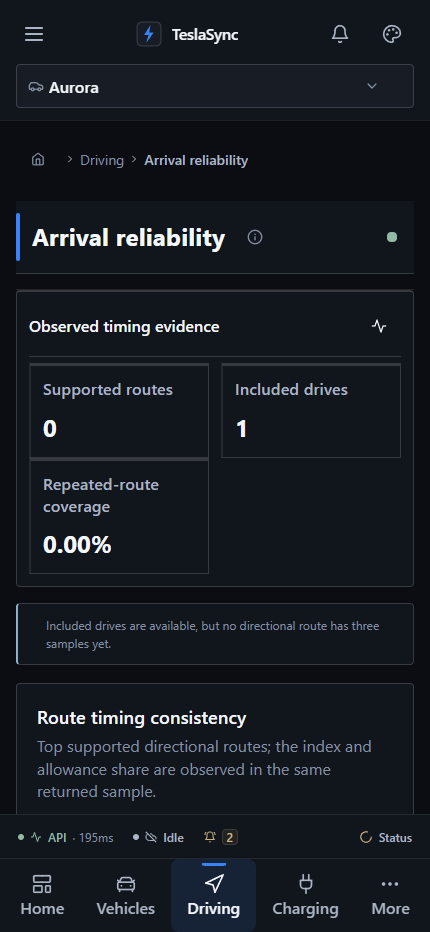 TeslaSync
Aurora
Driving
Arrival reliability
Arrival reliability
Observed timing evidence
Supported routes
0
Included drives
1
Repeated-route
coverage
0.00%
Included drives are available, but no directional route has three
samples yet.
Route timing consistency
Top supported directional routes; the index and
allowance share are observed in the same
returned sample.
API · 195ms
Idle
2
Status
Home
Vehicles
Driving
Charging
More